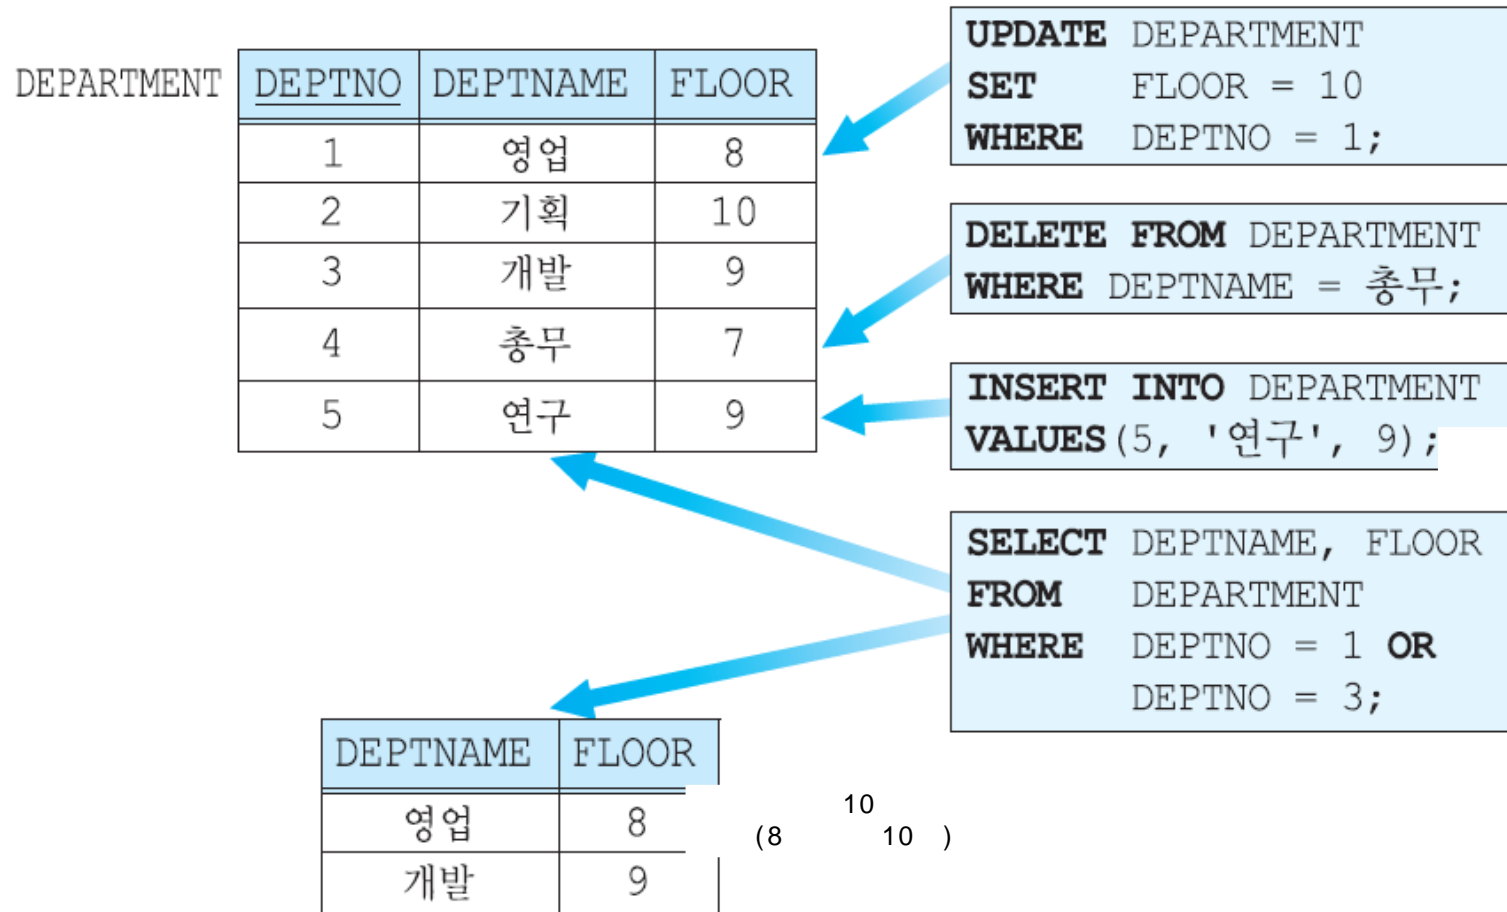 DEPARTMENT
DEPTNO DEPTNAME FLOOR
1 영업 8
2 기획 10
3 개발 9
4 총무 7
5 연구 9
UPDATE DEPARTMENT
SET FLOOR = 10
WHERE DEPTNO = 1;
DELETE FROM DEPARTMENT
WHERE DEPTNAME = 총무;
INSERT INTO DEPARTMENT
VALUES(5, '연구', 9);
SELECT DEPTNAME, FLOOR
FROM DEPARTMENT
WHERE DEPTNO = 1 OR
DEPTNO = 3;
DEPTNAME FLOOR
영업 8
개발 9
10
(8 10 )